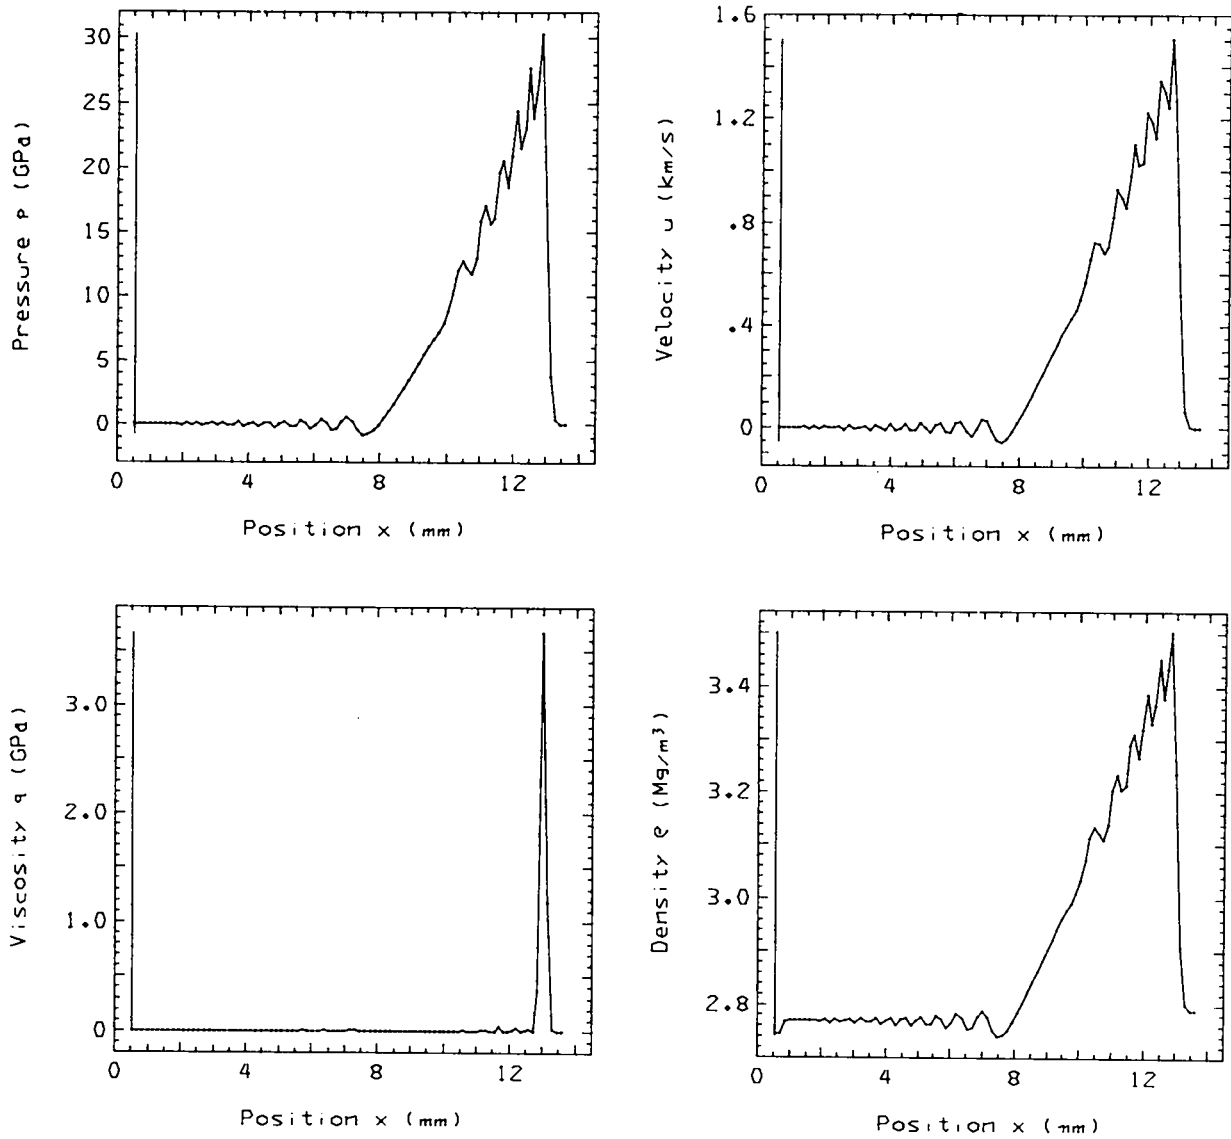 Pressure p (GPa)
30
25
20
15
10
5
0
0 4 8 12
Position x (mm)
Velocity u (km/s)
1.6
1.2
.8
.4
0
0 4 8 12
Position x (mm)
Viscosity q (GPa)
3.0
2.0
1.0
0
0 4 8 12
Position x (mm)
Density ρ (Mg/m³)
3.4
3.2
3.0
2.8
0 4 8 12
Position x (mm)